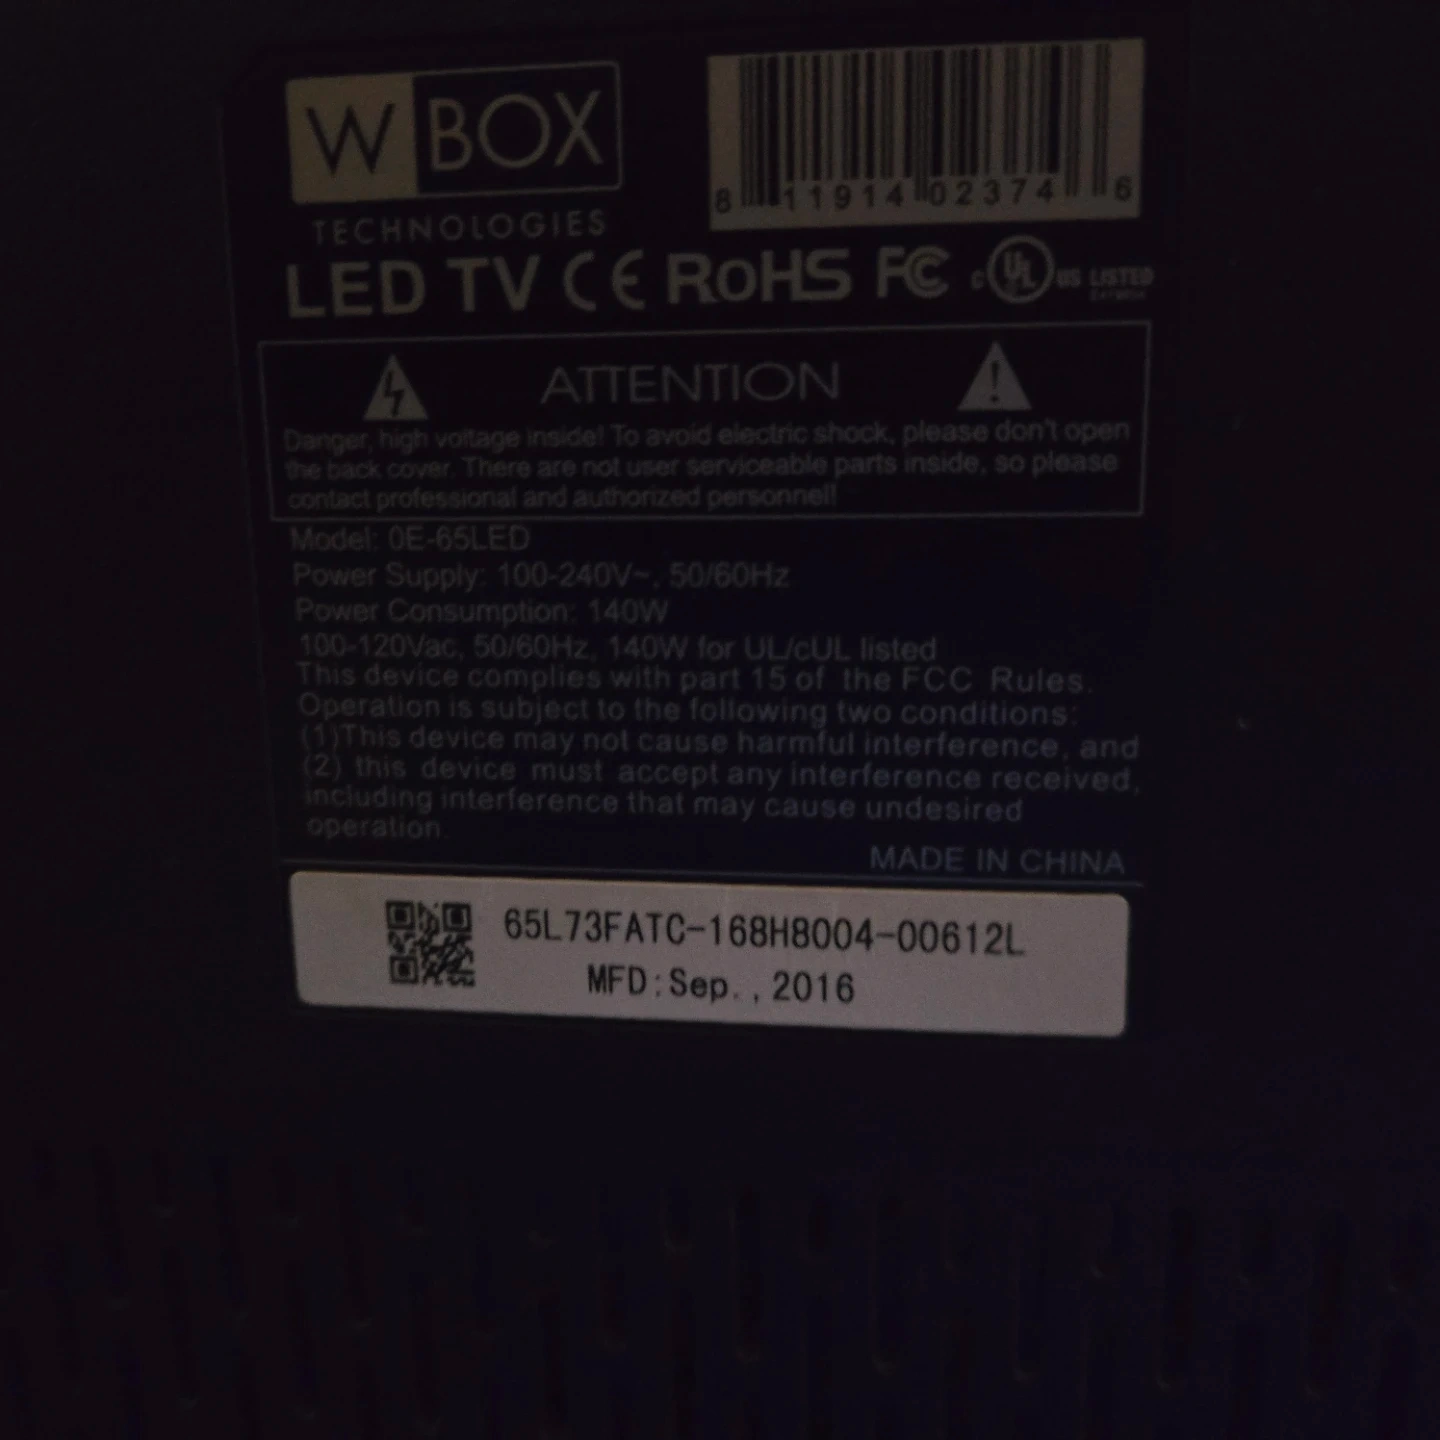 W BOX
TECHNOLOGIES
8 11914 02374 6
LED TV CE RoHS FC c UL US LISTED
ATTENTION
Danger, high voltage inside! To avoid electric shock, please don't open
the back cover. There are not user serviceable parts inside, so please
contact professional and authorized personnel!
Model: 0E-65LED
Power Supply: 100-240V~, 50/60Hz
Power Consumption: 140W
100-120Vac, 50/60Hz, 140W for UL/cUL listed
This device complies with part 15 of the FCC Rules.
Operation is subject to the following two conditions:
(1)This device may not cause harmful interference, and
(2) this device must accept any interference received,
including interference that may cause undesired
operation.
MADE IN CHINA
65L73FATC-168H8004-00612L
MFD:Sep.,2016